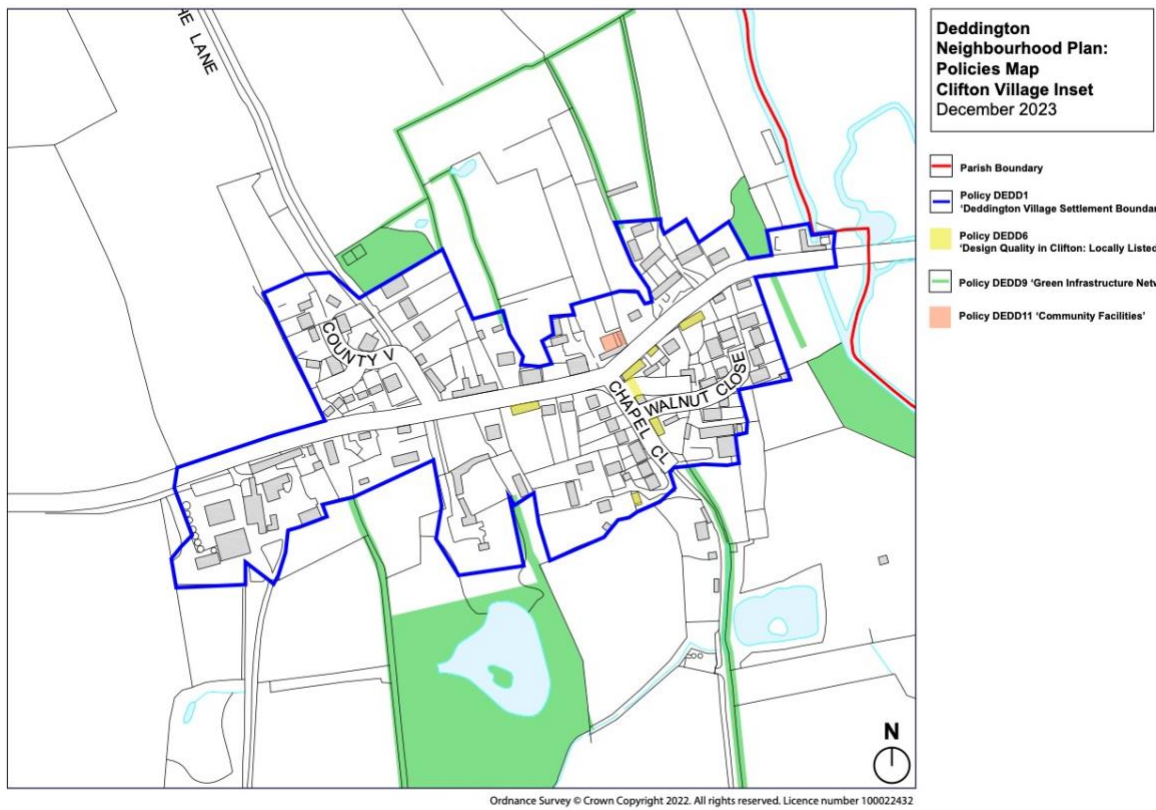 Deddington
Neighbourhood Plan:
Policies Map
Clifton Village Inset
December 2023
Parish Boundary
Policy DEDD1
'Deddington Village Settlement
Policy DEDD6
'Design Quality in Clifton: Locally Listed
Policy DEDD9 'Green Infrastructure
Policy DEDD11 'Community Facilities'
HE LANE
COUNTY V
CHAPEL CL
WALNUT CLOSE
N
Ordnance Survey © Crown Copyright 2022. All rights reserved. Licence number 100022432